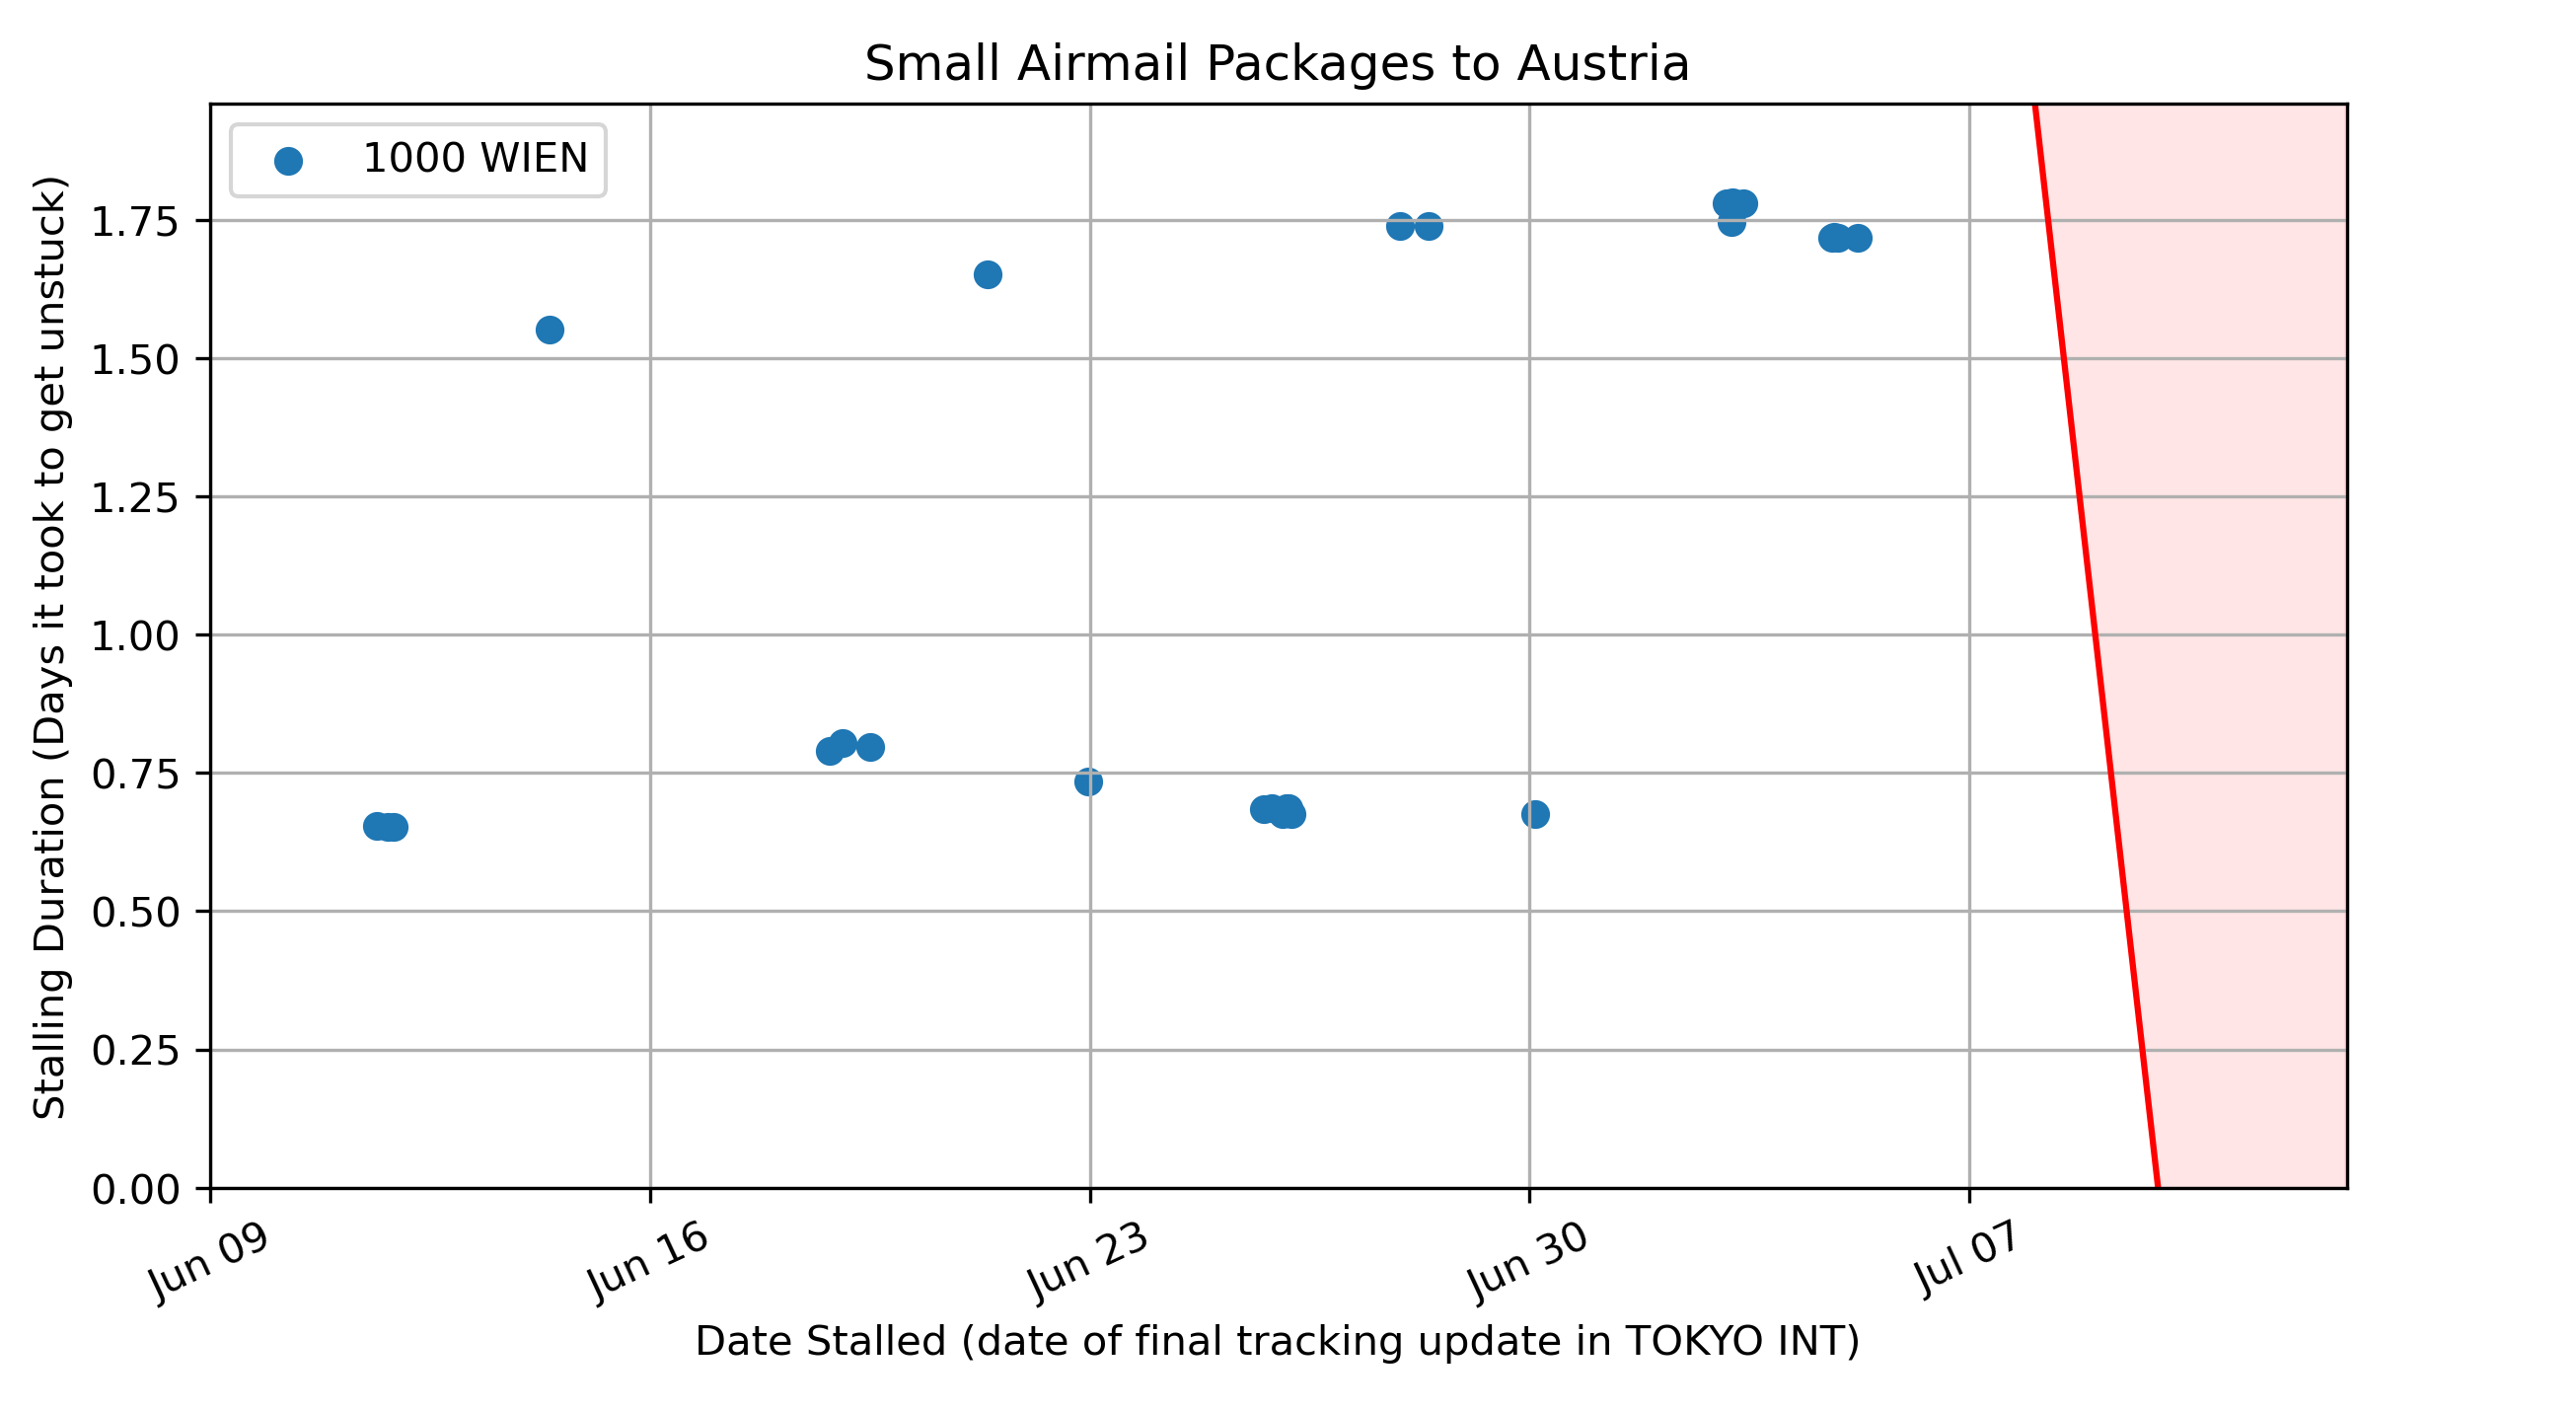 Small Airmail Packages to Austria
1000 WIEN
Stalling Duration (Days it took to get unstuck)
1.75
1.50
1.25
1.00
0.75
0.50
0.25
0.00
Jun 09
Jun 16
Jun 23
Jun 30
Jul 07
Date Stalled (date of final tracking update in TOKYO INT)